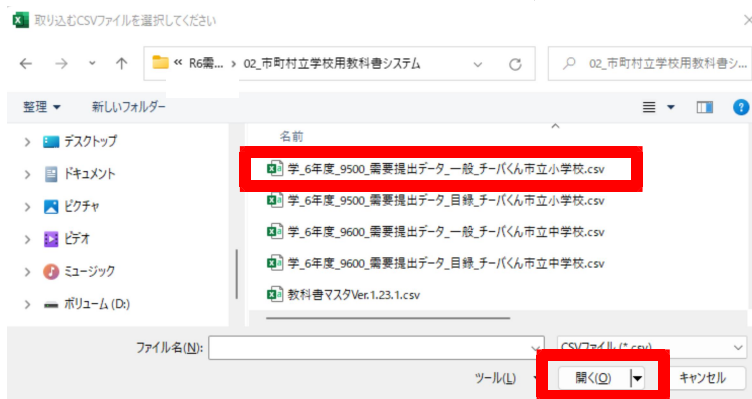 取り込むCSVファイルを選択してください
« R6需... › 02_市町村立学校用教科書システム
02_市町村立学校用教科書シ...
整理 新しいフォルダー
名前
デスクトップ
ドキュメント
ピクチャ
ビデオ
ミュージック
ボリューム (D:)
学_6年度_9500_需要提出データ_一般_チーバくん市立小学校.csv
学_6年度_9500_需要提出データ_目録_チーバくん市立小学校.csv
学_6年度_9600_需要提出データ_一般_チーバくん市立中学校.csv
学_6年度_9600_需要提出データ_目録_チーバくん市立中学校.csv
教科書マスタVer.1.23.1.csv
ファイル名(N):
CSVファイル (*.csv)
ツール(L) 開く(O) キャンセル